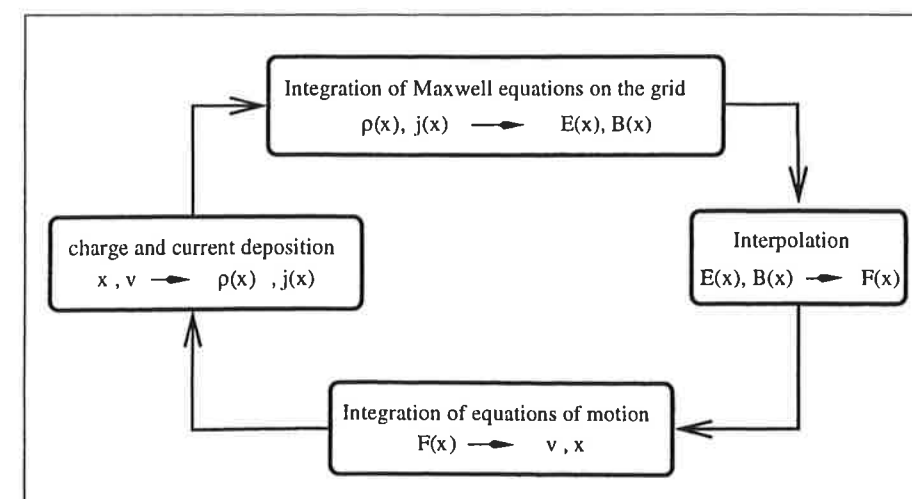 Integration of Maxwell equations on the grid
ρ(x), j(x) → E(x), B(x)
Interpolation
E(x), B(x) → F(x)
Integration of equations of motion
F(x) → v , x
charge and current deposition
x , v → ρ(x) , j(x)